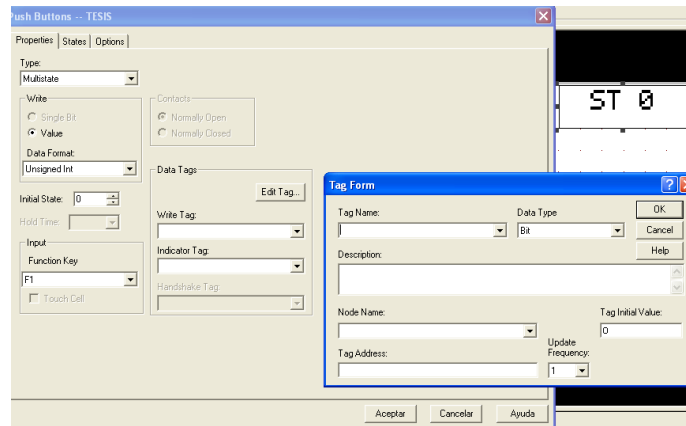 Push Buttons -- TESIS
Properties States Options
Type:
Multistate
Write
Single Bit
Value
Data Format:
Unsigned Int
Initial State: 0
Hold Time:
Input
Function Key
F1
Touch Cell
Contacts
Normally Open
Normally Closed
Data Tags
Edit Tag...
Write Tag:
Indicator Tag:
Handshake Tag:
Aceptar Cancelar Ayuda
ST 0
Tag Form
Tag Name:
Data Type
Bit
OK
Cancel
Help
Description:
Node Name:
Tag Initial Value:
0
Tag Address:
Update
Frequency:
1